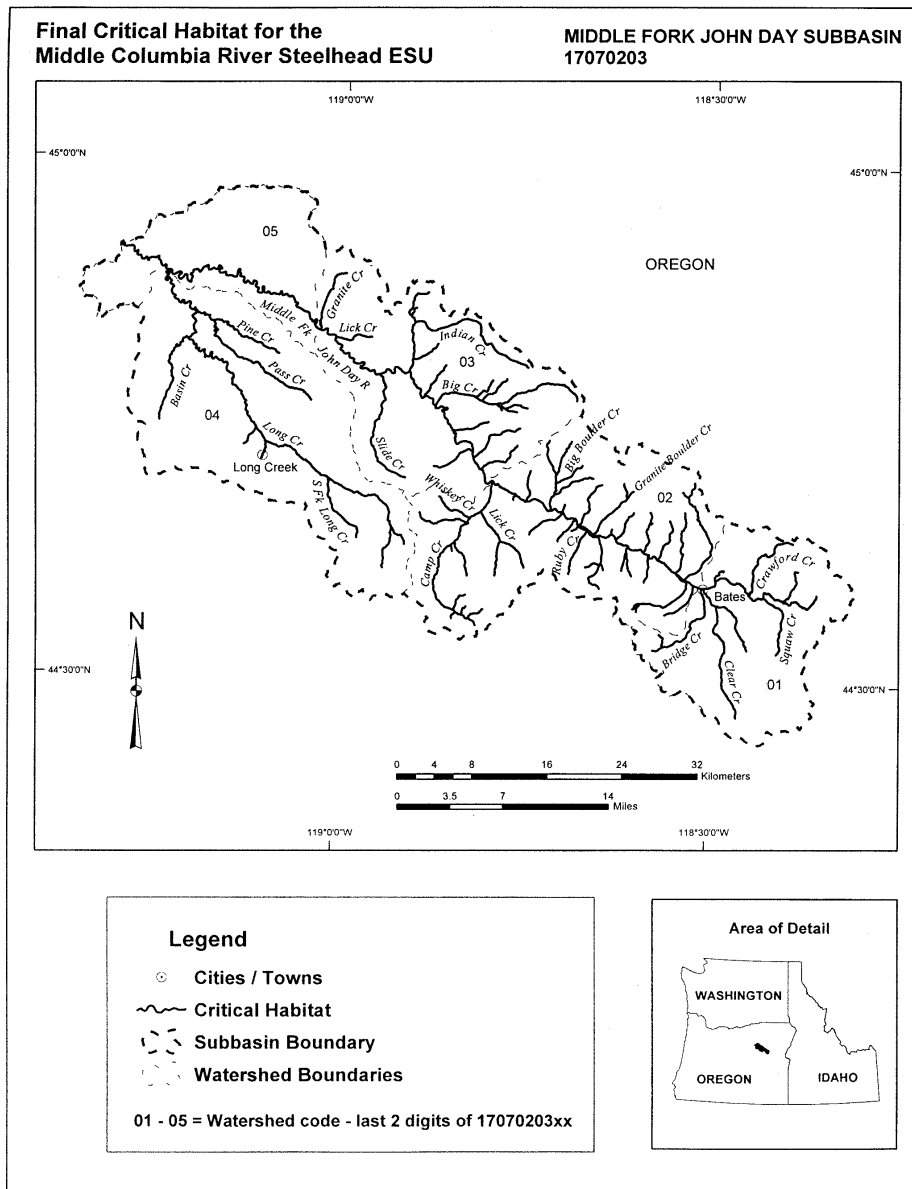 Final Critical Habitat for the
Middle Columbia River Steelhead ESU
MIDDLE FORK JOHN DAY SUBBASIN
17070203
119°0'0"W
118°30'0"W
45°0'0"N
45°0'0"N
05
OREGON
Granite Cr
Middle Fk
John Day R
Lick Cr
Indian Cr
03
Pine Cr
Pass Cr
Big Cr
Basin Cr
04
Long Cr
Long Creek
Slide Cr
Big Boulder Cr
Granite Boulder Cr
02
Whiskey Cr
S Fk Long Cr
Lick Cr
Camp Cr
Ruby Cr
Crawford Cr
Bates
Squaw Cr
Bridge Cr
Clear Cr
01
N
44°30'0"N
44°30'0"N
0 4 8 16 24 32
Kilometers
0 3.5 7 14
Miles
119°0'0"W
118°30'0"W
Legend
Cities / Towns
Critical Habitat
Subbasin Boundary
Watershed Boundaries
01 - 05 = Watershed code - last 2 digits of 17070203xx
Area of Detail
WASHINGTON
OREGON
IDAHO